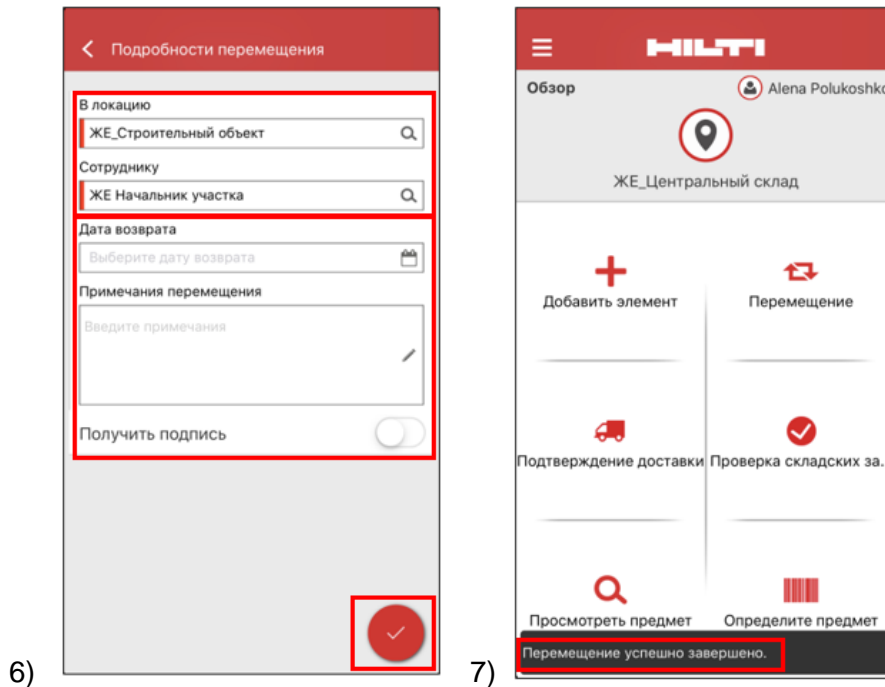 Подробности перемещения
В локацию
ЖЕ_Строительный объект
Сотруднику
ЖЕ Начальник участка
Дата возврата
Выберите дату возврата
Примечания перемещения
Введите примечания
Получить подпись
6)
HILTI
Обзор
Alena Polukoshko
ЖЕ_Центральный склад
Добавить элемент
Перемещение
Подтверждение доставки
Проверка складских за..
Просмотреть предмет
Определите предмет
Перемещение успешно завершено.
7)